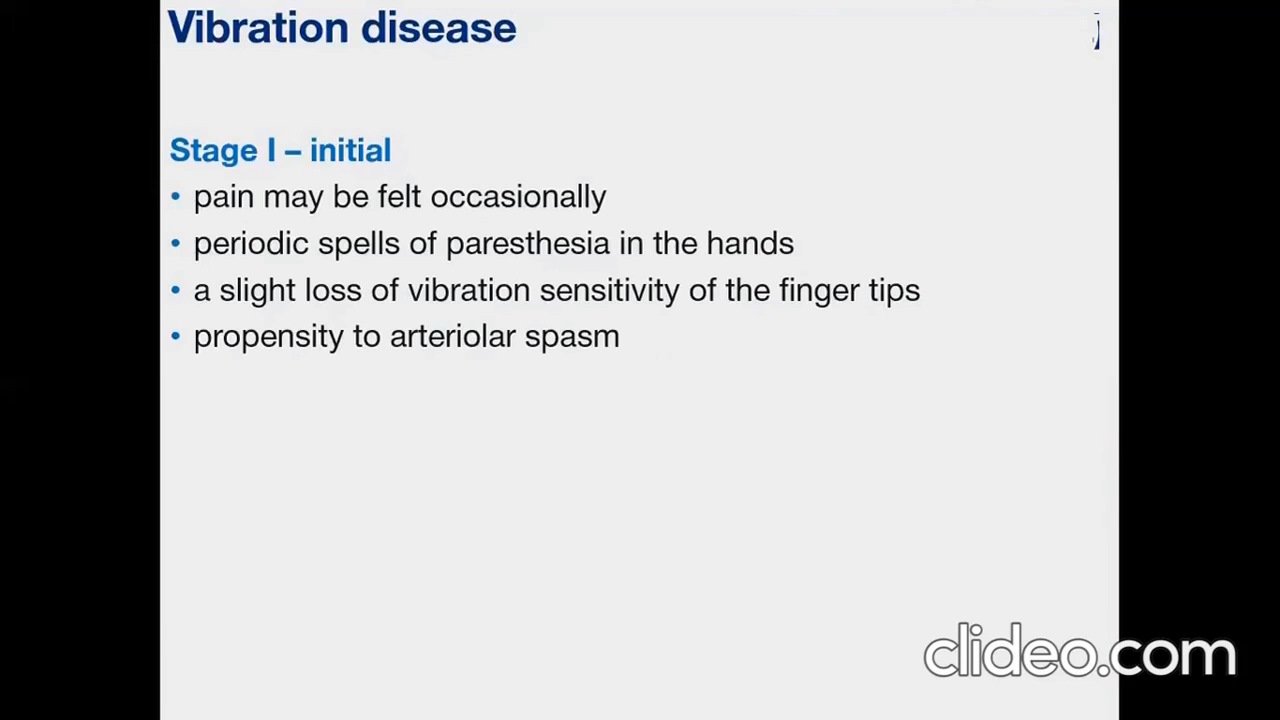 Vibration disease
Stage I – initial
• pain may be felt occasionally
• periodic spells of paresthesia in the hands
• a slight loss of vibration sensitivity of the finger tips
• propensity to arteriolar spasm
clideo.com